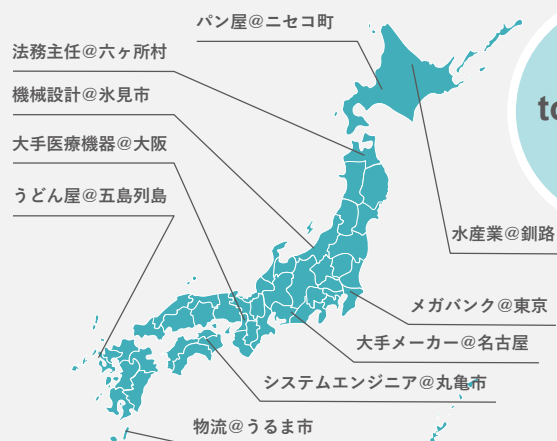 パン屋@ニセコ町
法務主任@六ヶ所村
機械設計@氷見市
大手医療機器@大阪
うどん屋@五島列島
to
水産業@釧路
メガバンク@東京
大手メーカー@名古屋
システムエンジニア@丸亀市
物流@うるま市